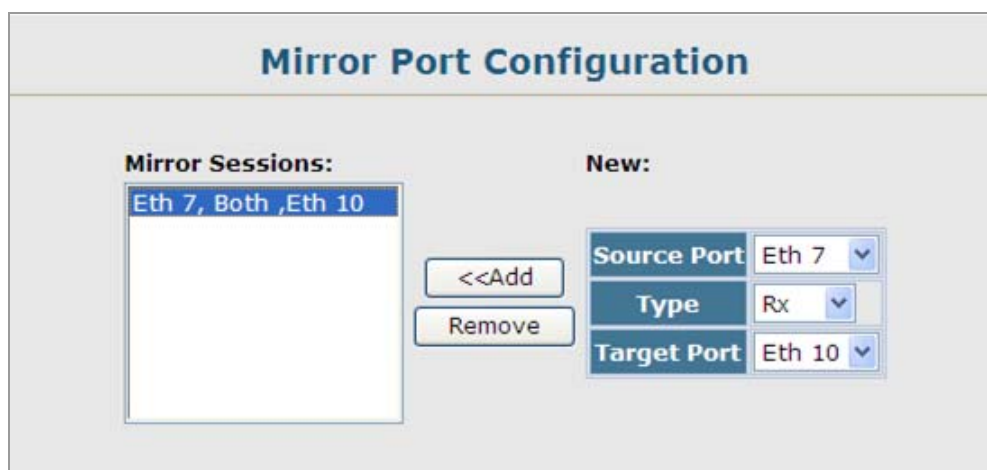 Mirror Port Configuration
Mirror Sessions:
Eth 7, Both ,Eth 10
<<Add
Remove
New:
Source Port Eth 7
Type Rx
Target Port Eth 10